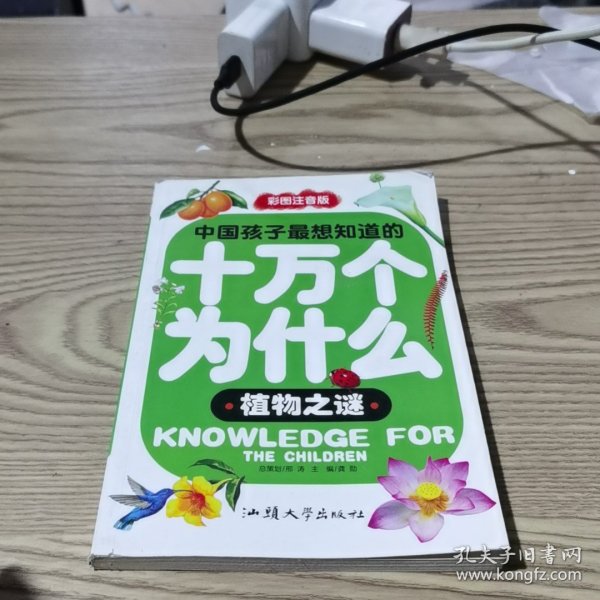 彩图注音版
中国孩子最想知道的
十万个
为什么
·植物之谜·
KNOWLEDGE FOR
THE CHILDREN
总策划/邢 涛 主 编/龚 勋
汕頭大學出版社
孔夫子旧书网
www.kongfz.com